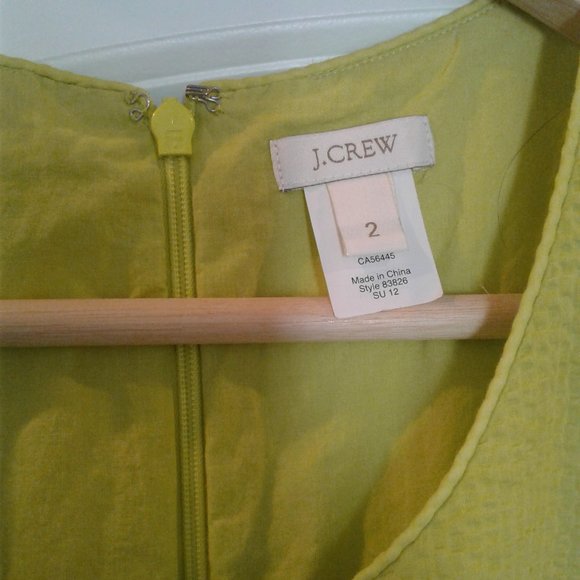 J.CREW
2
CA56445
Made in China
Style 83826
SU 12